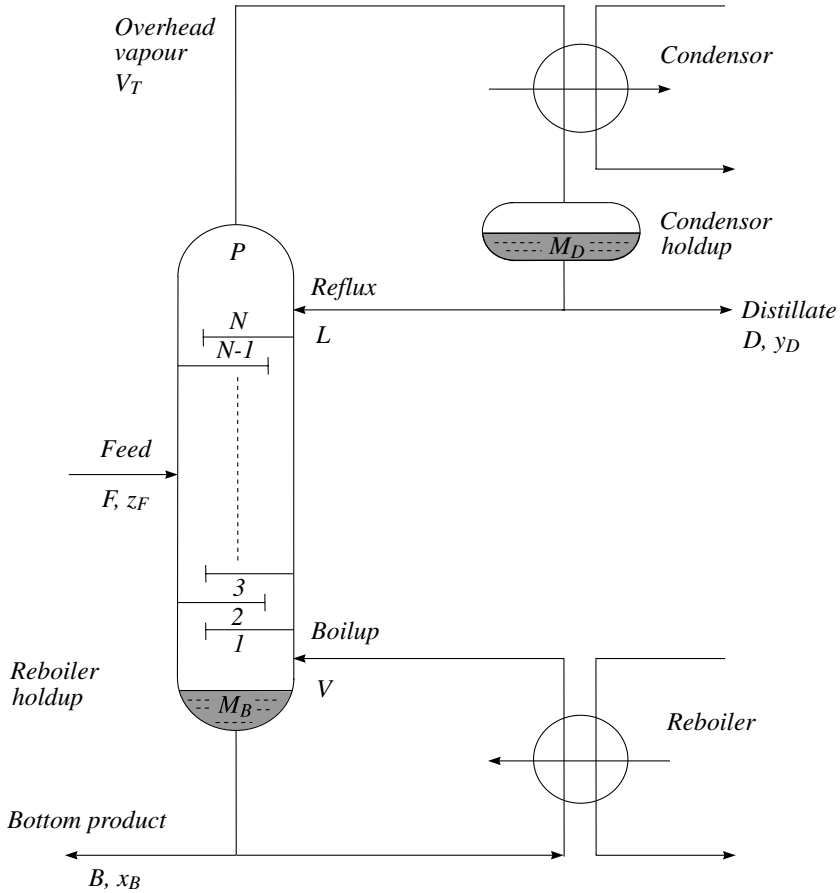 Overhead
vapour
V_T
Condensor
P
M_D
Condensor
holdup
Reflux
L
Distillate
D, y_D
N
N-1
Feed
F, z_F
3
2
1
Boilup
V
Reboiler
holdup
M_B
Reboiler
Bottom product
B, x_B